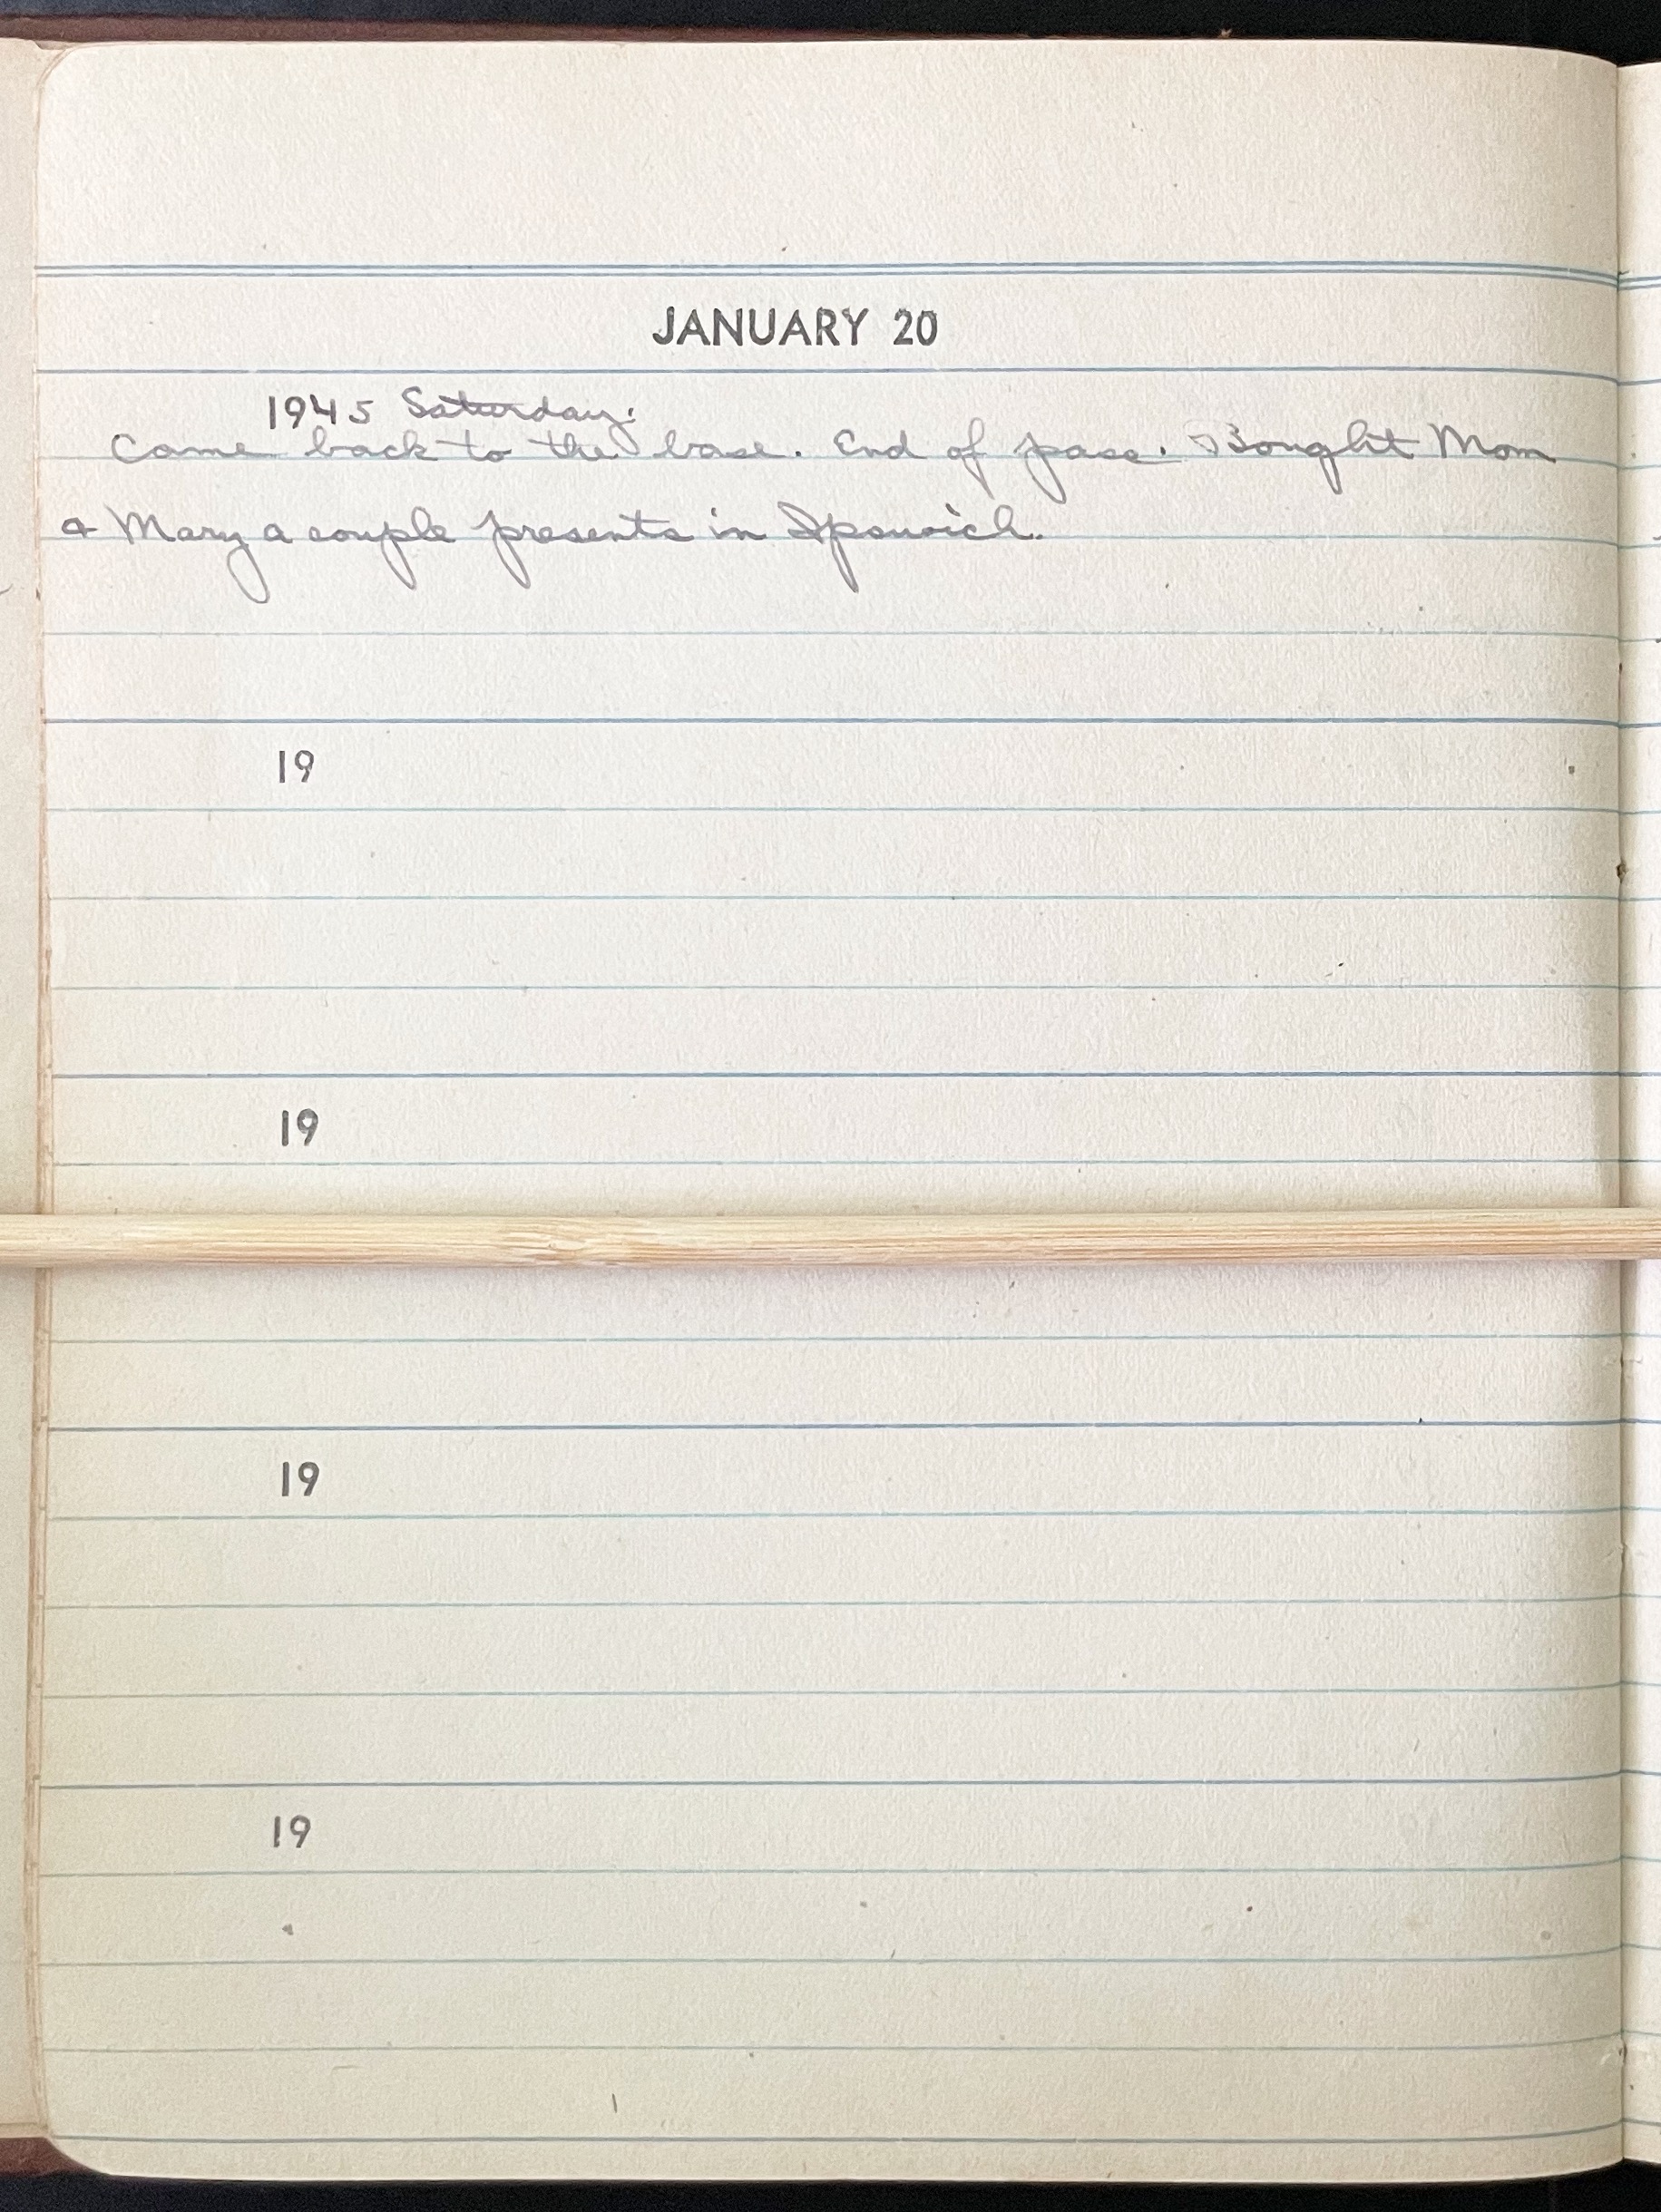 JANUARY 20
1945 Saturday:
Came back to the base. End of pass. Bought Mom
& Mary a couple presents in Ipswich.
19
19
19
19